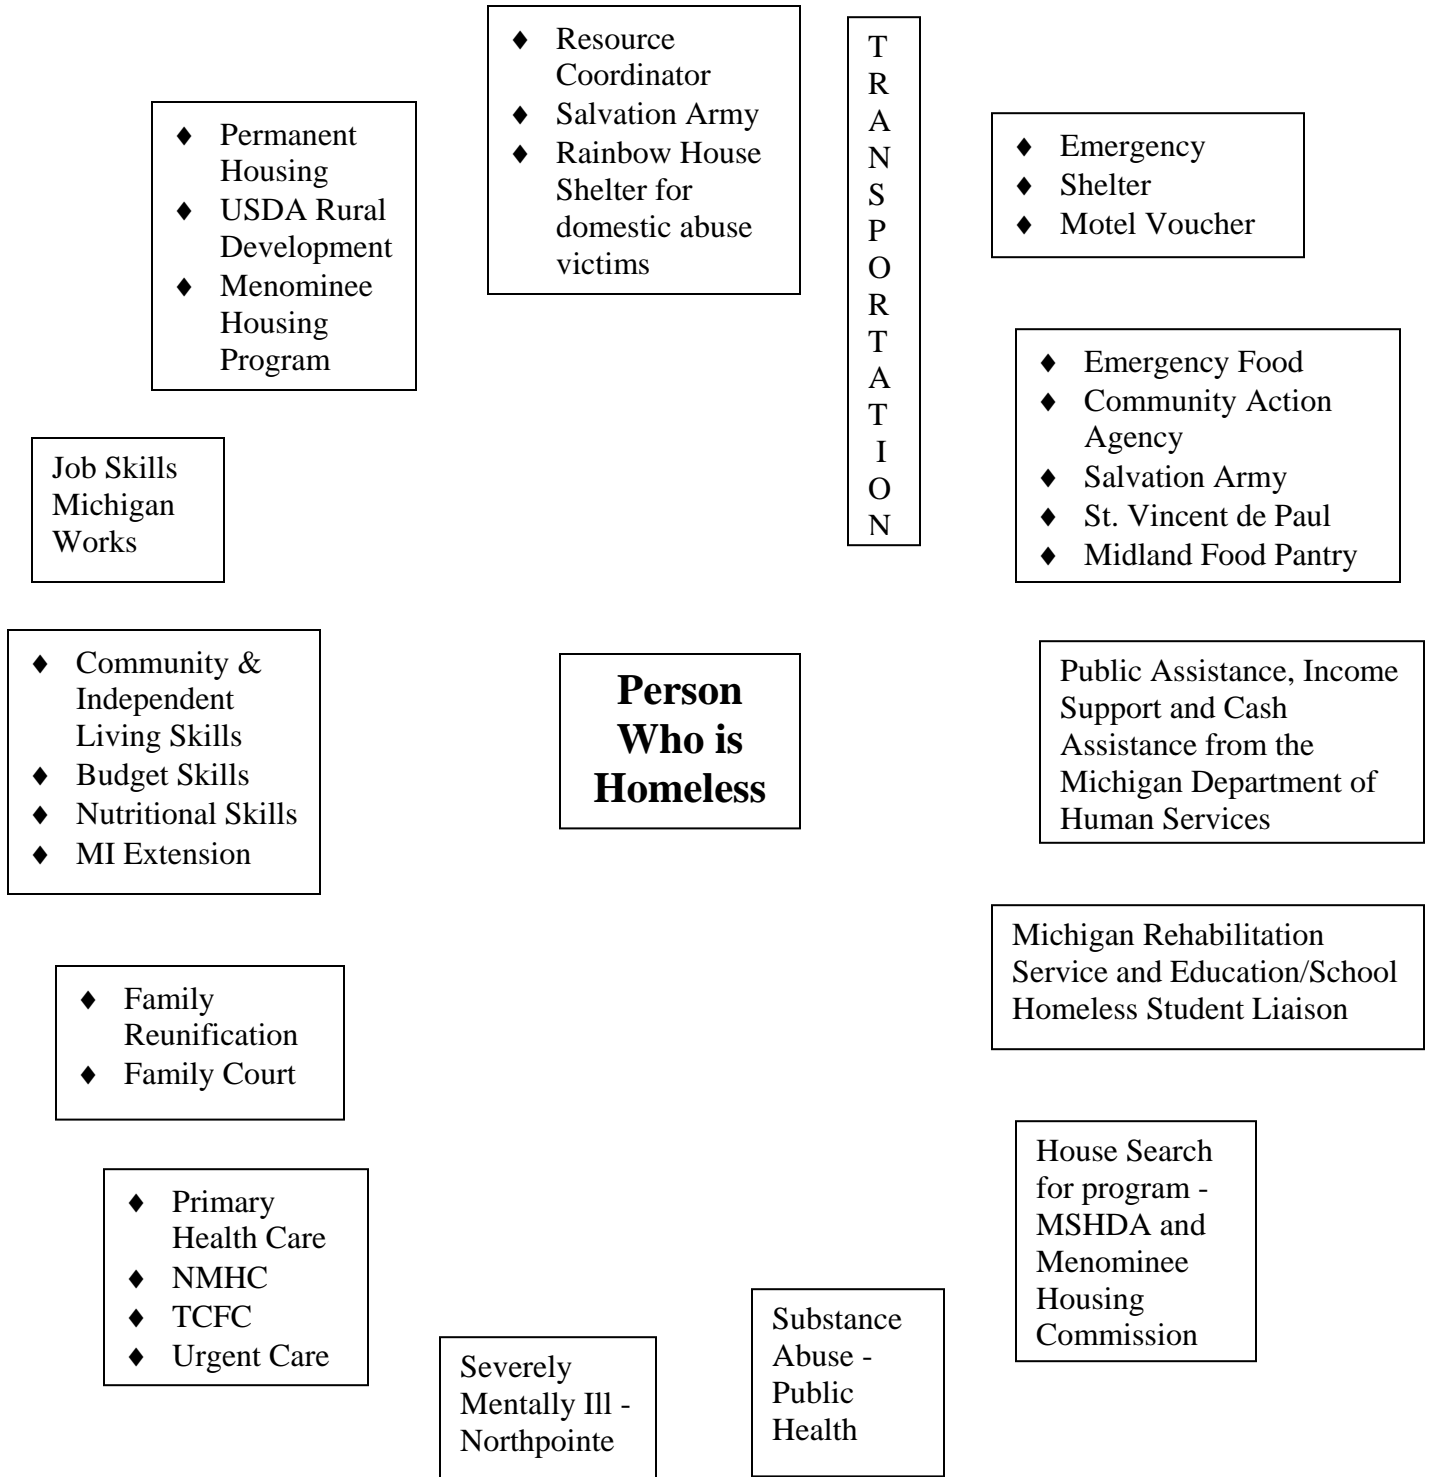 ♦ Resource
Coordinator
♦ Salvation Army
♦ Rainbow House
Shelter for
domestic abuse
victims
T
R
A
N
S
P
O
R
T
A
T
I
O
N
♦ Permanent
Housing
♦ USDA Rural
Development
♦ Menominee
Housing
Program
♦ Emergency
♦ Shelter
♦ Motel Voucher
♦ Emergency Food
♦ Community Action
Agency
♦ Salvation Army
♦ St. Vincent de Paul
♦ Midland Food Pantry
Job Skills
Michigan
Works
♦ Community &
Independent
Living Skills
♦ Budget Skills
♦ Nutritional Skills
♦ MI Extension
Person
Who is
Homeless
Public Assistance, Income
Support and Cash
Assistance from the
Michigan Department of
Human Services
Michigan Rehabilitation
Service and Education/School
Homeless Student Liaison
♦ Family
Reunification
♦ Family Court
House Search
for program -
MSHDA and
Menominee
Housing
Commission
♦ Primary
Health Care
♦ NMHC
♦ TCFC
♦ Urgent Care
Severely
Mentally Ill -
Northpointe
Substance
Abuse -
Public
Health